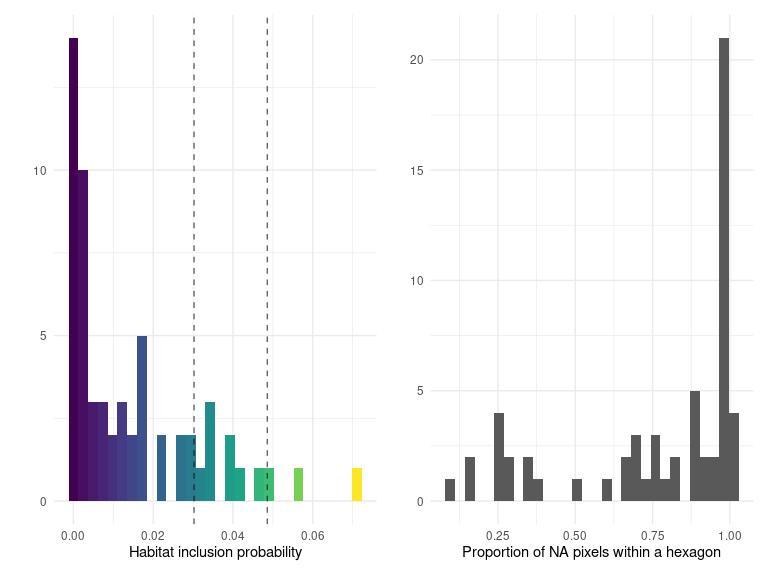 10
5
0
0.00 0.02 0.04 0.06
Habitat inclusion probability
20
15
10
5
0
0.25 0.50 0.75 1.00
Proportion of NA pixels within a hexagon